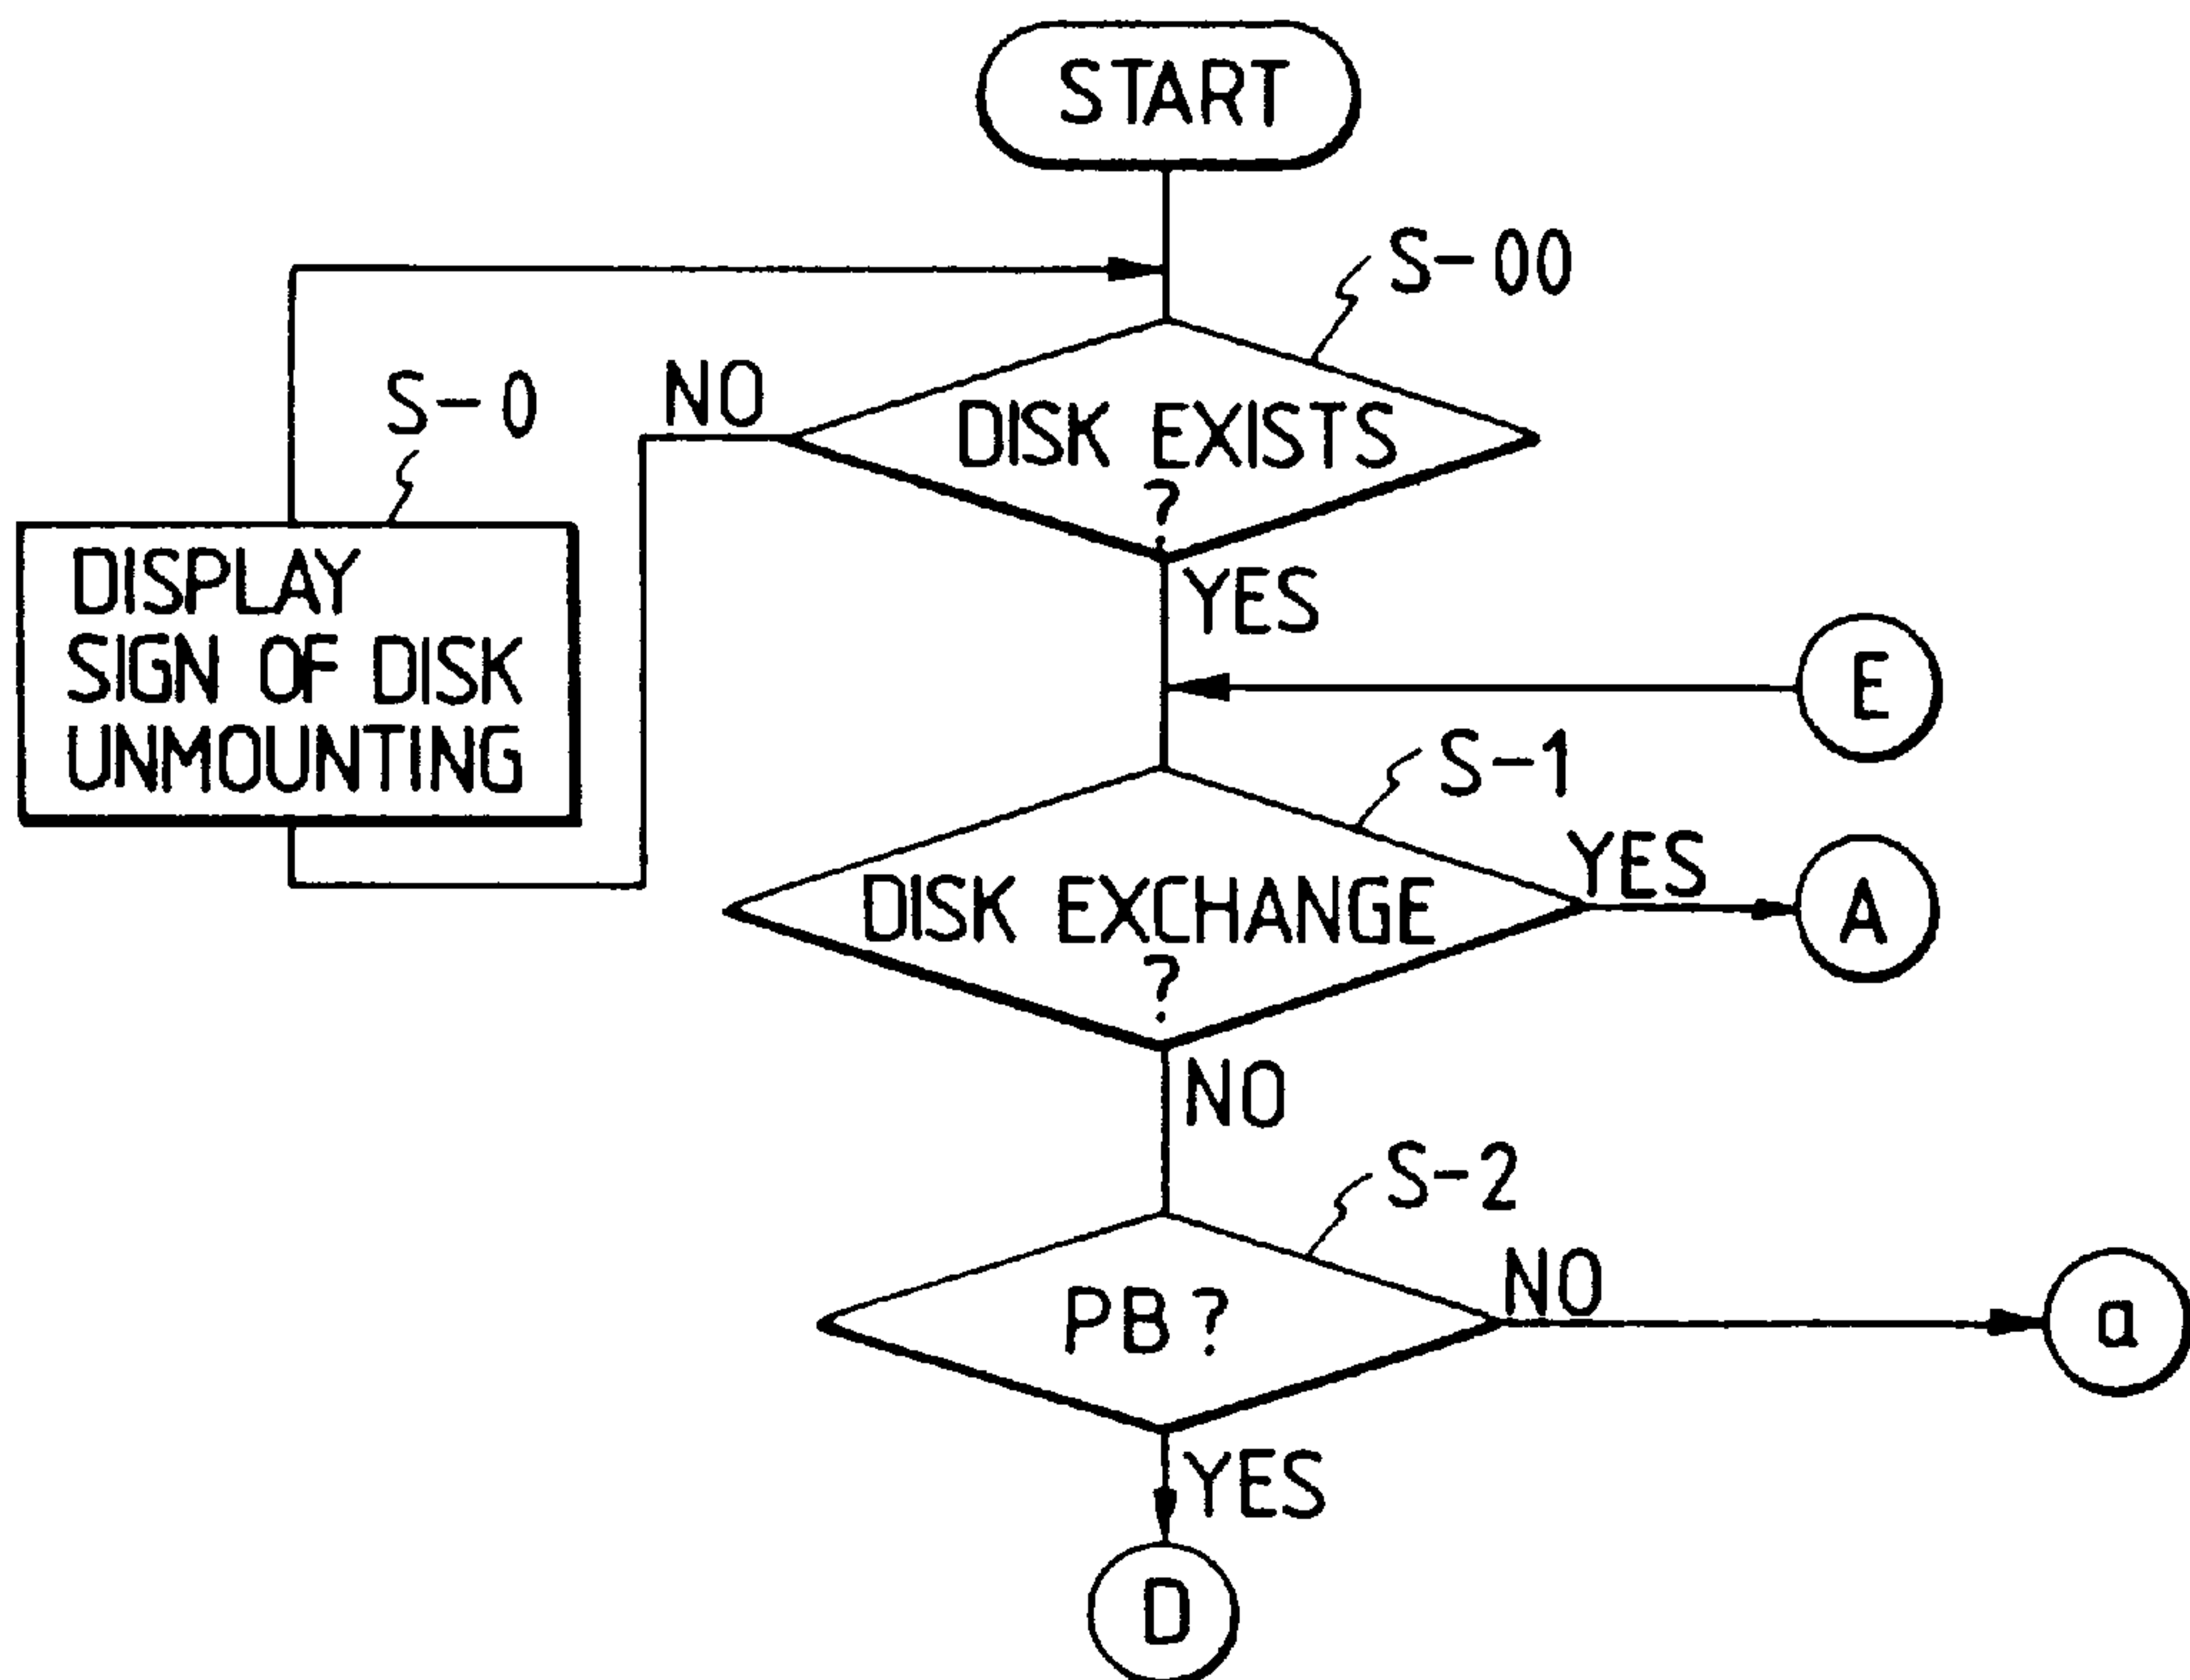 START
S-00
NO
S-0
DISK EXISTS
?
DISPLAY
SIGN OF DISK
UNMOUNTING
YES
E
S-1
YES
DISK EXCHANGE
?
A
NO
S-2
NO
PB?
a
YES
D